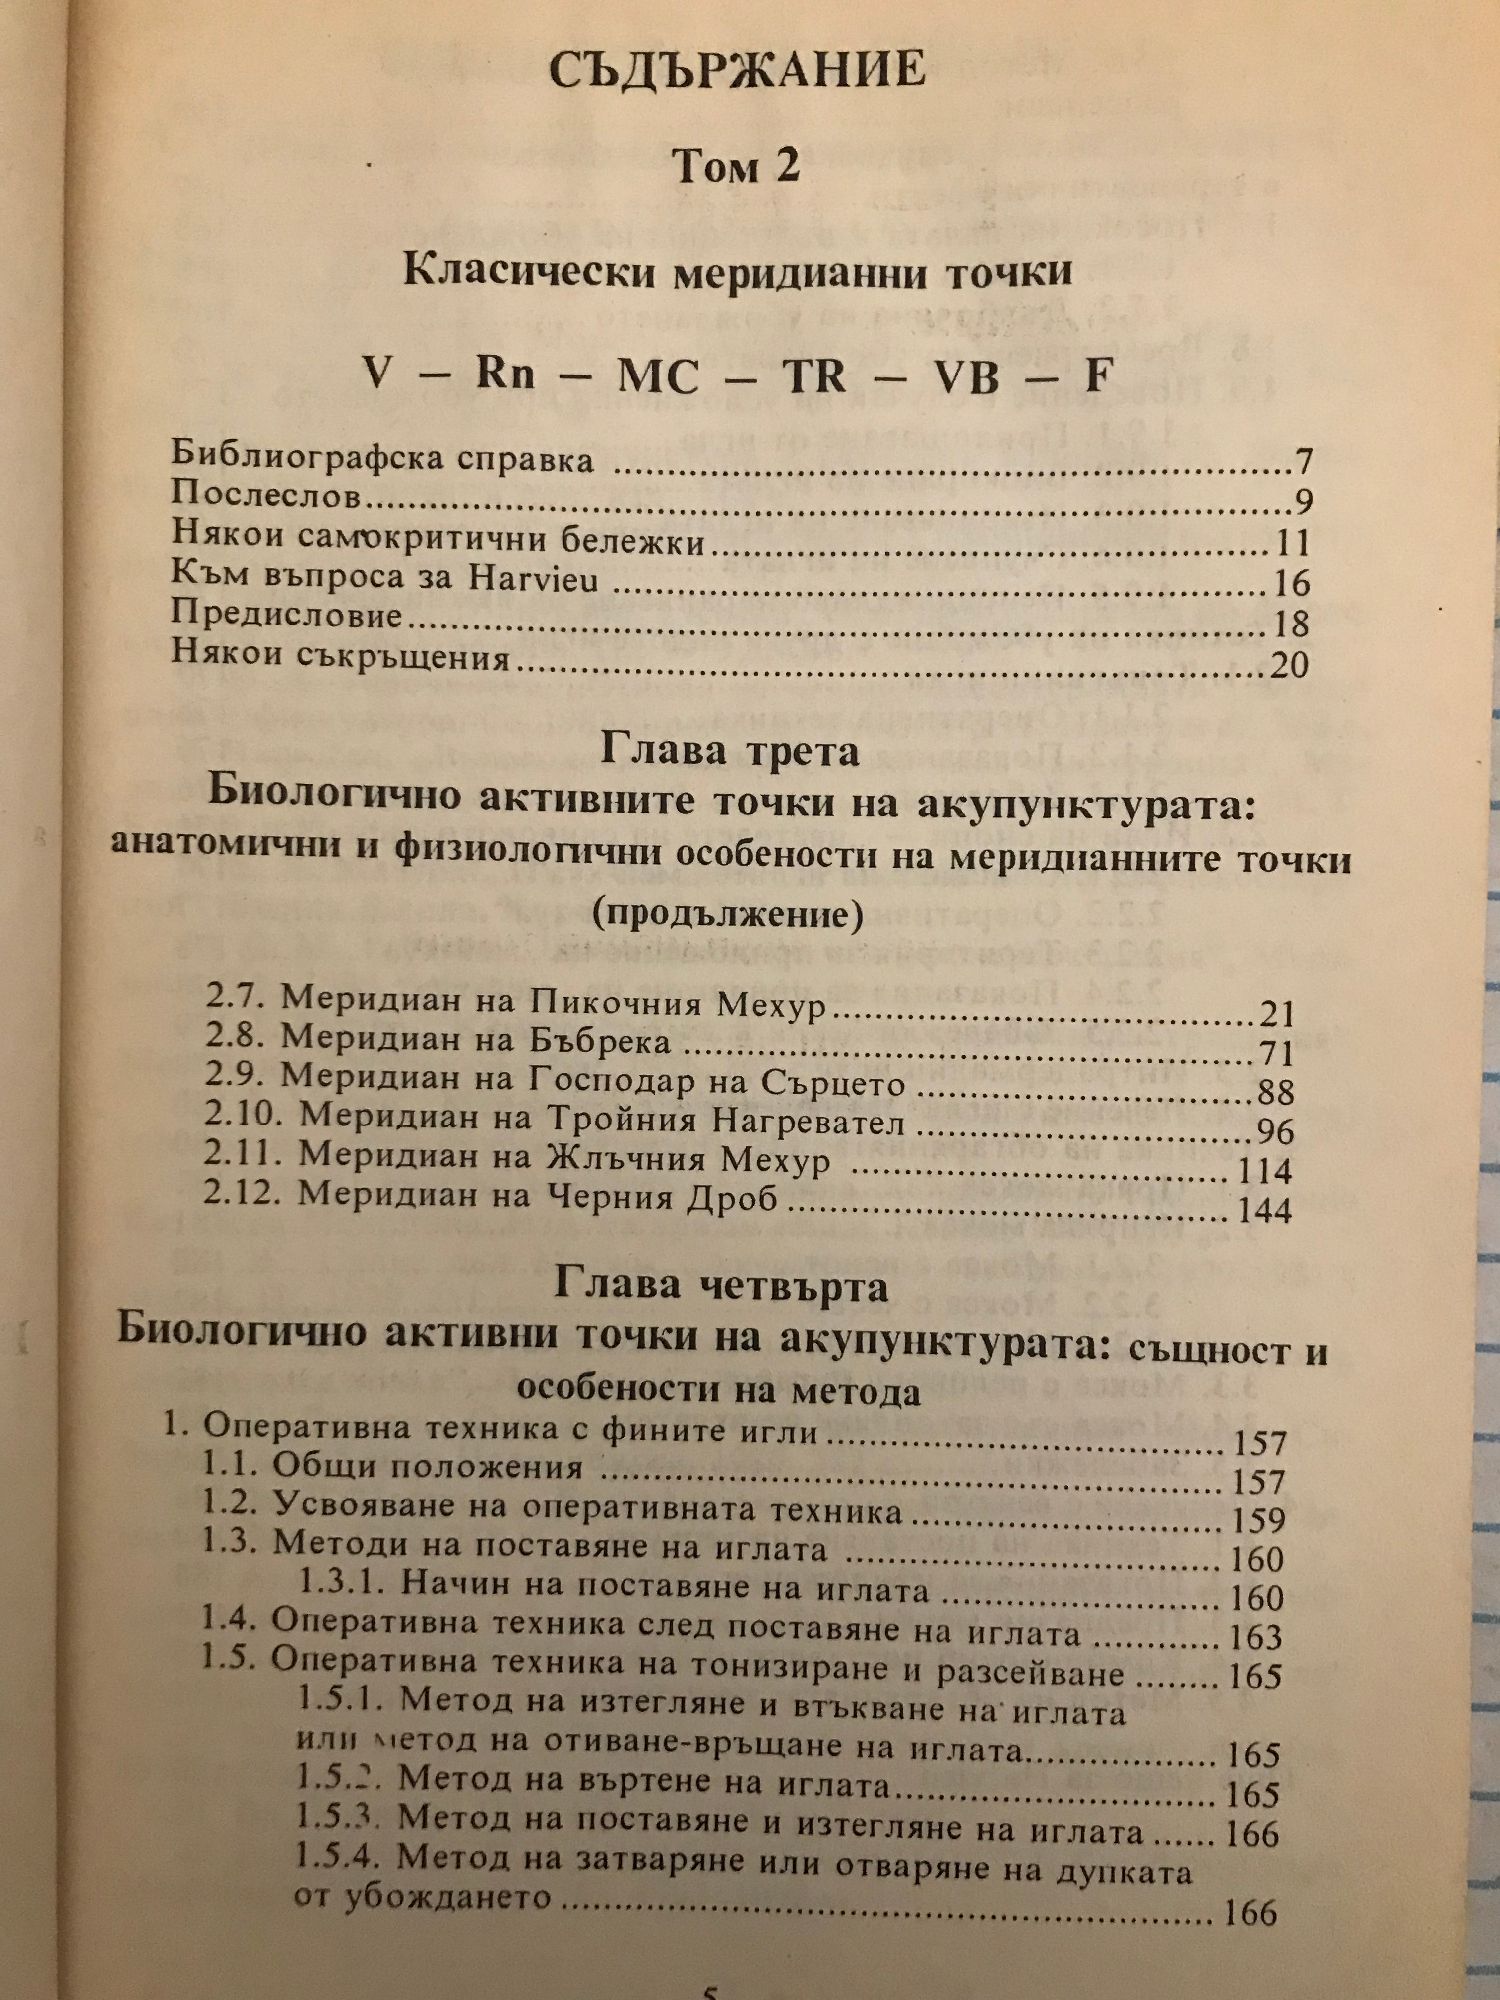 СЪДЪРЖАНИЕ
Том 2
Класически меридианни точки
V – Rn – MC – TR – VB – F
Библиографска справка ........................................................7
Послеслов............................................................................9
Някои самокритични бележки..............................................11
Към въпроса за Harvieu ......................................................16
Предисловие.......................................................................18
Някои съкръщения..............................................................20
Глава трета
Биологично активните точки на акупунктурата:
анатомични и физиологични особености на меридианните точки
(продължение)
2.7. Меридиан на Пикочния Мехур...................................21
2.8. Меридиан на Бъбрека ...............................................71
2.9. Меридиан на Господар на Сърцето ............................88
2.10. Меридиан на Тройния Нагревател ............................96
2.11. Меридиан на Жлъчния Мехур ................................ 114
2.12. Меридиан на Черния Дроб...................................... 144
Глава четвърта
Биологично активни точки на акупунктурата: същност и
особености на метода
1. Оперативна техника с фините игли................................. 157
1.1. Общи положения .................................................... 157
1.2. Усвояване на оперативната техника.......................... 159
1.3. Методи на поставяне на иглата ............................... 160
1.3.1. Начин на поставяне на иглата ....................... 160
1.4. Оперативна техника след поставяне на иглата ............ 163
1.5. Оперативна техника на тонизиране и разсейване ........ 165
1.5.1. Метод на изтегляне и втъкване на иглата
или метод на отиване-връщане на иглата................ 165
1.5.2. Метод на въртене на иглата........................... 165
1.5.3. Метод на поставяне и изтегляне на иглата ...... 166
1.5.4. Метод на затваряне или отваряне на дупката
от убождането ..................................................... 166
5